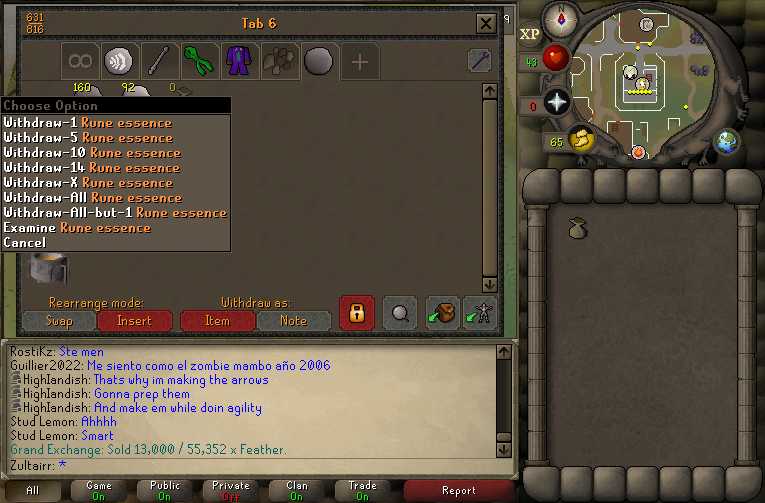 631
816
Tab 6
9
XP
160
92
0
43
0
65
Choose Option
Withdraw-1 Rune essence
Withdraw-5 Rune essence
Withdraw-10 Rune essence
Withdraw-14 Rune essence
Withdraw-X Rune essence
Withdraw-All Rune essence
Withdraw-All-but-1 Rune essence
Examine Rune essence
Cancel
Rearrange mode:
Withdraw as:
Swap
Insert
Item
Note
RostiKz: Ste men
Guillier2022: Me siento como el zombie mambo año 2006
Highlandish: Thats why im making the arrows
Highlandish: Gonna prep them
Highlandish: And make em while doin agility
Stud Lemon: Ahhhh
Stud Lemon: Smart
Grand Exchange: Sold 13,000 / 55,352 x Feather.
Zultairr: *
All
Game
On
Public
On
Private
Off
Clan
On
Trade
On
Report